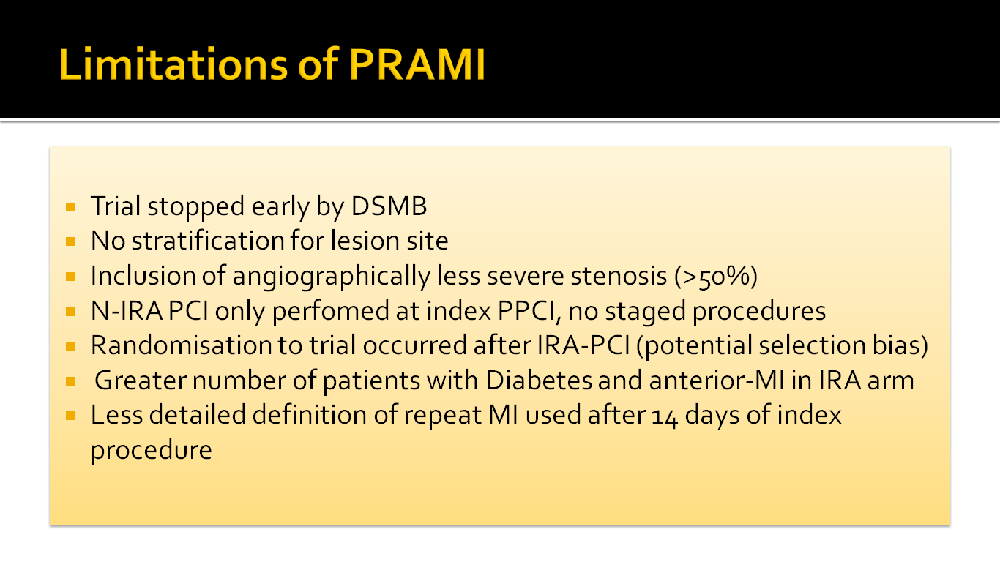 Limitations of PRAMI
Trial stopped early by DSMB
No stratification for lesion site
Inclusion of angiographically less severe stenosis (>50%)
N-IRA PCI only perfomed at index PPCI, no staged procedures
Randomisation to trial occurred after IRA-PCI (potential selection bias)
Greater number of patients with Diabetes and anterior-MI in IRA arm
Less detailed definition of repeat MI used after 14 days of index
procedure